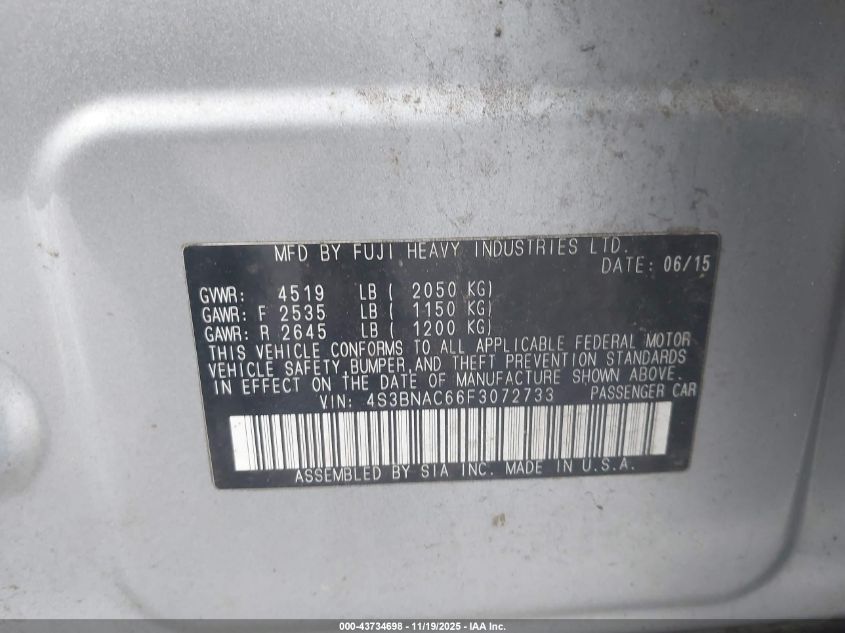 MFD BY FUJI HEAVY INDUSTRIES LTD.
DATE: 06/15
GVWR: 4519 LB ( 2050 KG)
GAWR: F 2535 LB ( 1150 KG)
GAWR: R 2645 LB ( 1200 KG)
THIS VEHICLE CONFORMS TO ALL APPLICABLE FEDERAL MOTOR
VEHICLE SAFETY,BUMPER,AND THEFT PREVENTION STANDARDS
IN EFFECT ON THE DATE OF MANUFACTURE SHOWN ABOVE.
VIN: 4S3BNAC66F3072733 PASSENGER CAR
ASSEMBLED BY SIA INC. MADE IN U.S.A.
000-43734698 - 11/19/2025 - IAA Inc.